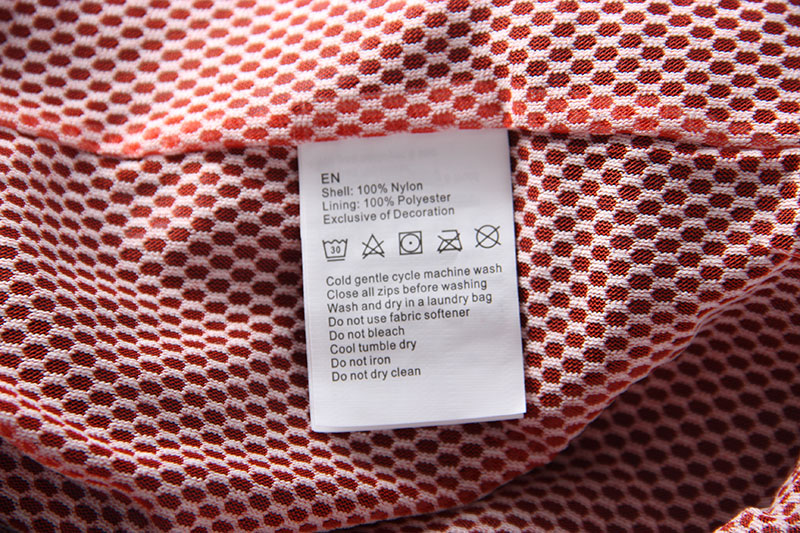 EN
Shell: 100% Nylon
Lining: 100% Polyester
Exclusive of Decoration
30
Cold gentle cycle machine wash
Close all zips before washing
Wash and dry in a laundry bag
Do not use fabric softener
Do not bleach
Cool tumble dry
Do not iron
Do not dry clean